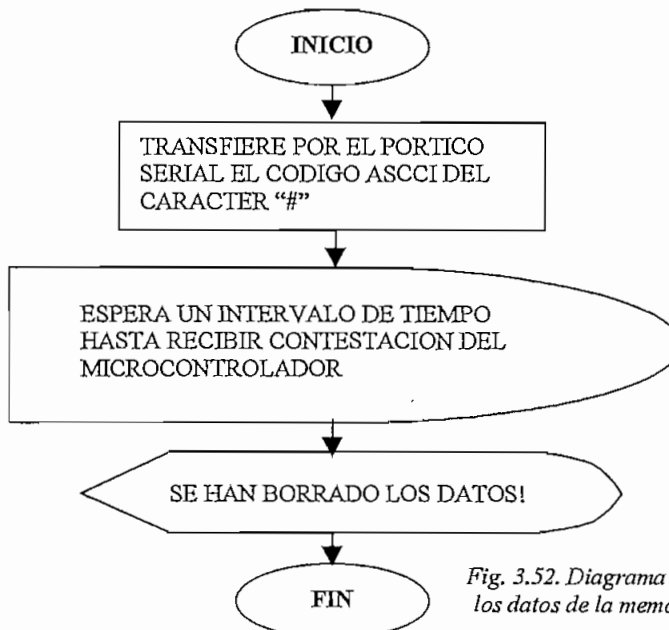 INICIO
TRANSFIERE POR EL PORTICO
SERIAL EL CODIGO ASCCI DEL
CARACTER "#"
ESPERA UN INTERVALO DE TIEMPO
HASTA RECIBIR CONTESTACION DEL
MICROCONTROLADOR
SE HAN BORRADO LOS DATOS!
FIN
Fig. 3.52. Diagrama
los datos de la